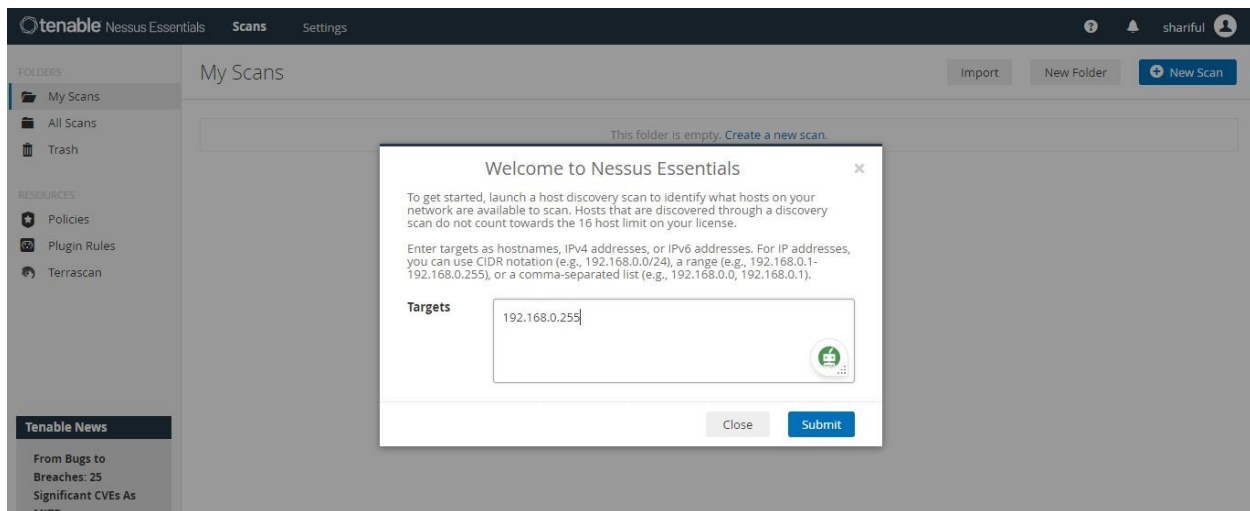 tenable Nessus Essentials Scans Settings shariful
FOLDERS
My Scans
All Scans
Trash
RESOURCES
Policies
Plugin Rules
Terrascan
Tenable News
From Bugs to
Breaches: 25
Significant CVEs As
My Scans
Import New Folder New Scan
This folder is empty. Create a new scan.
Welcome to Nessus Essentials
To get started, launch a host discovery scan to identify what hosts on your
network are available to scan. Hosts that are discovered through a discovery
scan do not count towards the 16 host limit on your license.
Enter targets as hostnames, IPv4 addresses, or IPv6 addresses. For IP addresses,
you can use CIDR notation (e.g., 192.168.0.0/24), a range (e.g., 192.168.0.1-
192.168.0.255), or a comma-separated list (e.g., 192.168.0.0, 192.168.0.1).
Targets
192.168.0.255
Close Submit